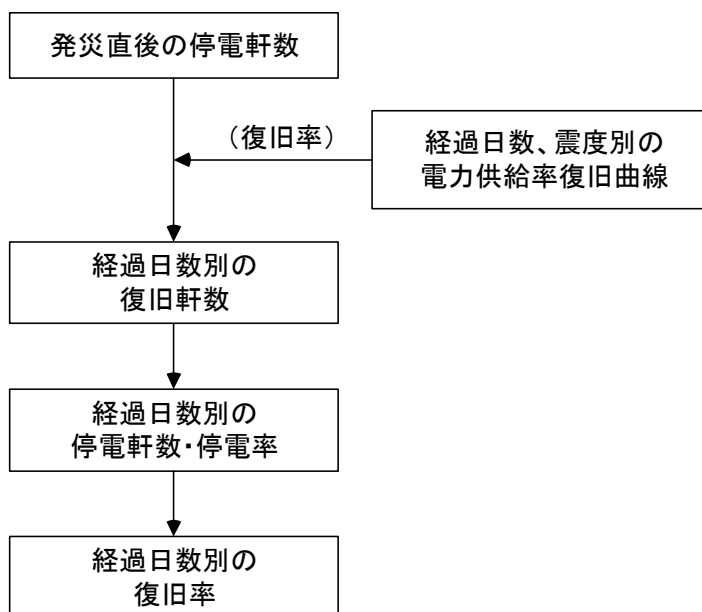 発災直後の停電軒数
（復旧率）
経過日数、震度別の
電力供給率復旧曲線
経過日数別の
復旧軒数
経過日数別の
停電軒数・停電率
経過日数別の
復旧率